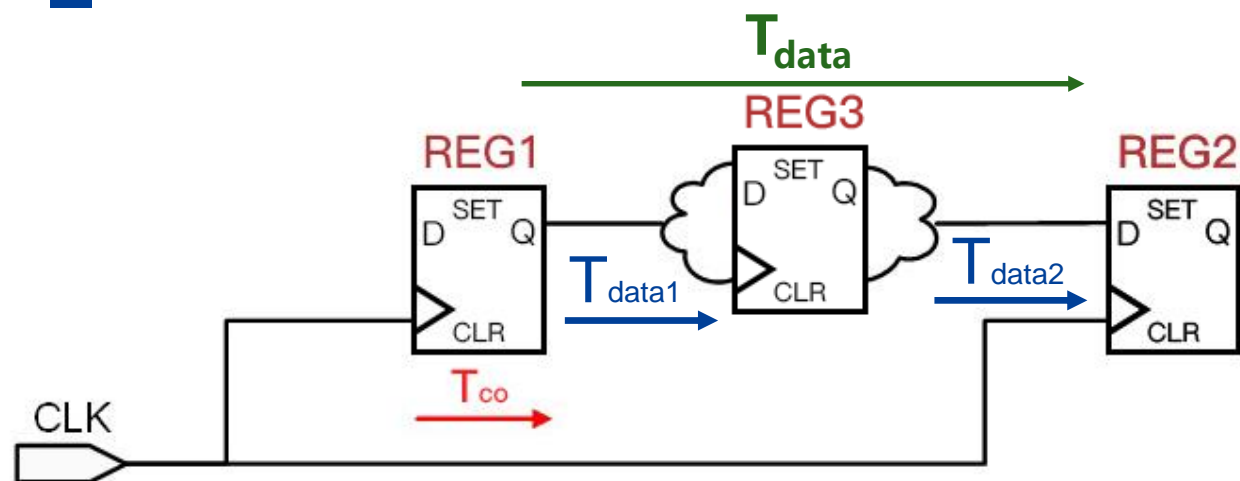 Tdata
REG3
REG1
REG2
SET
D
Q
CLR
SET
D
Q
CLR
SET
D
Q
CLR
Tdata1
Tdata2
Tco
CLK